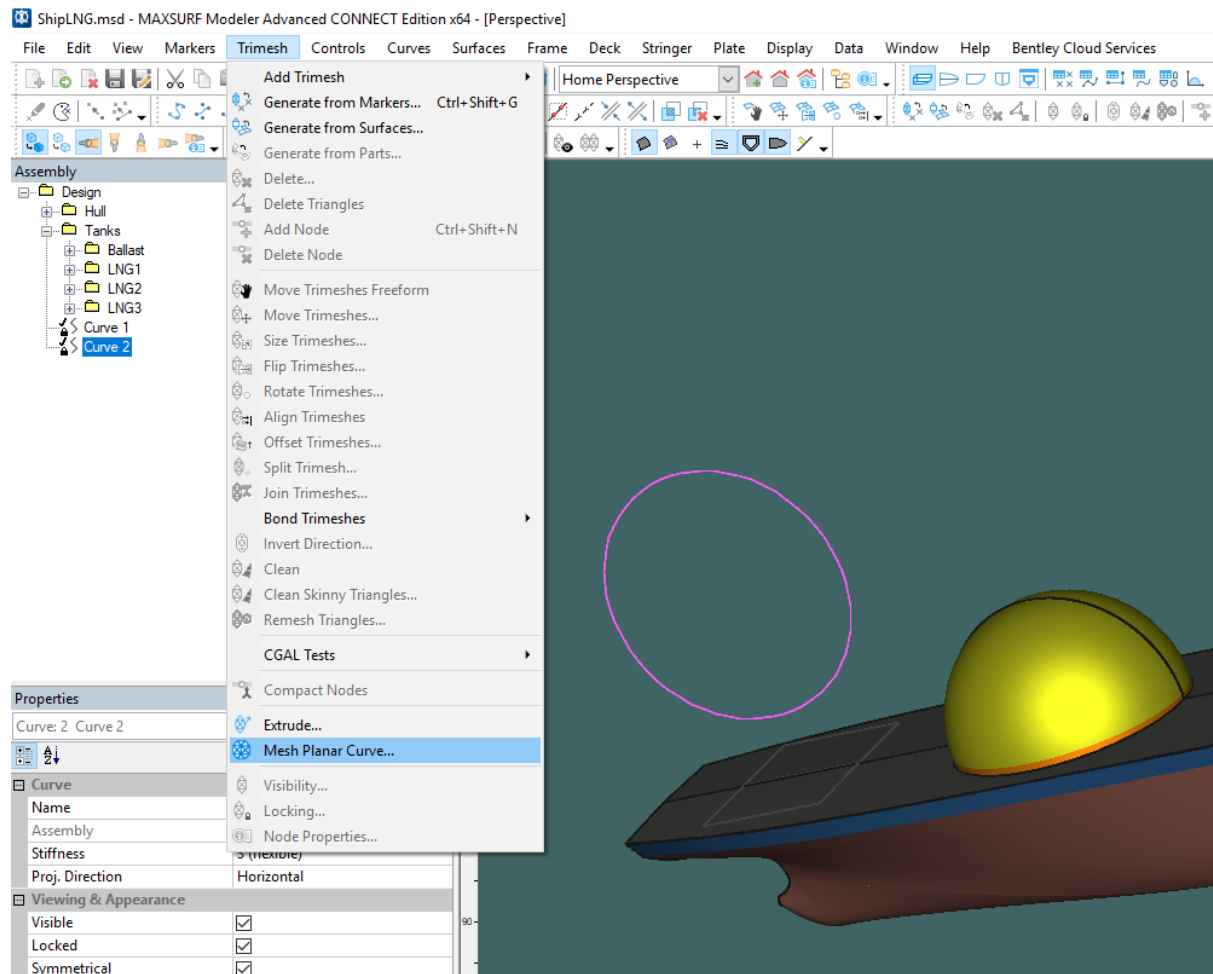 ShipLNG.msd - MAXSURF Modeler Advanced CONNECT Edition x64 - [Perspective]
File Edit View Markers Trimesh Controls Curves Surfaces Frame Deck Stringer Plate Display Data Window Help Bentley Cloud Services
Home Perspective
Add Trimesh
Generate from Markers... Ctrl+Shift+G
Generate from Surfaces...
Generate from Parts...
Delete...
Delete Triangles
Add Node Ctrl+Shift+N
Delete Node
Move Trimeshes Freeform
Move Trimeshes...
Size Trimeshes...
Flip Trimeshes...
Rotate Trimeshes...
Align Trimeshes
Offset Trimeshes...
Split Trimesh...
Join Trimeshes...
Bond Trimeshes
Invert Direction...
Clean
Clean Skinny Triangles...
Remesh Triangles...
CGAL Tests
Compact Nodes
Extrude...
Mesh Planar Curve...
Visibility...
Locking...
Node Properties...
Assembly
Design
Hull
Tanks
Ballast
LNG1
LNG2
LNG3
Curve 1
Curve 2
Properties
Curve: 2 Curve 2
Curve
Name
Assembly
Stiffness 5 (flexible)
Proj. Direction Horizontal
Viewing & Appearance
Visible
Locked
Symmetrical
90